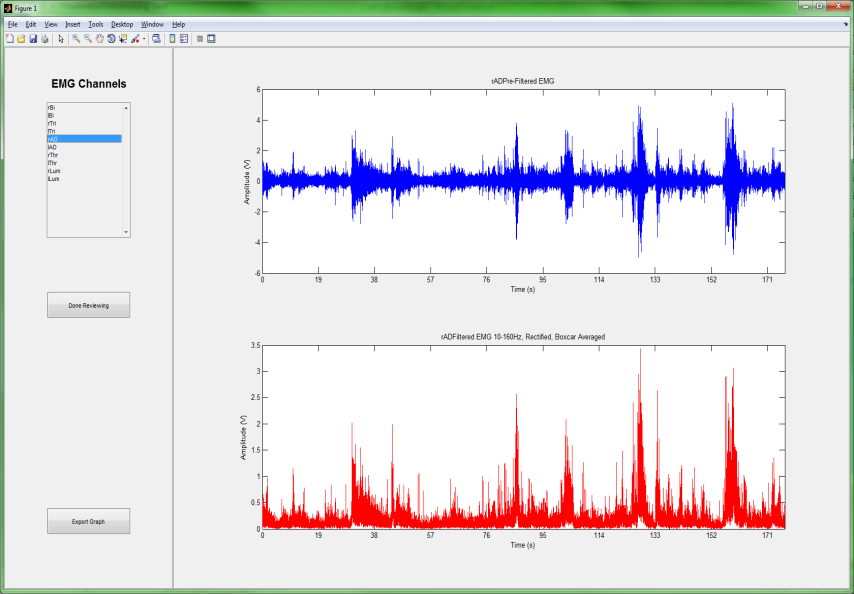 Figure 1
File Edit View Insert Tools Desktop Window Help
EMG Channels
rBi
lBi
rTri
lTri
rAD
lAD
rThr
lThr
rLum
lLum
Done Reviewing
Export Graph
rADPre-Filtered EMG
Amplitude (V)
6
4
2
0
-2
-4
-6
0 19 38 57 76 95 114 133 152 171
Time (s)
rADFiltered EMG 10-160Hz, Rectified, Boxcar Averaged
Amplitude (V)
3.5
3
2.5
2
1.5
1
0.5
0
0 19 38 57 76 95 114 133 152 171
Time (s)